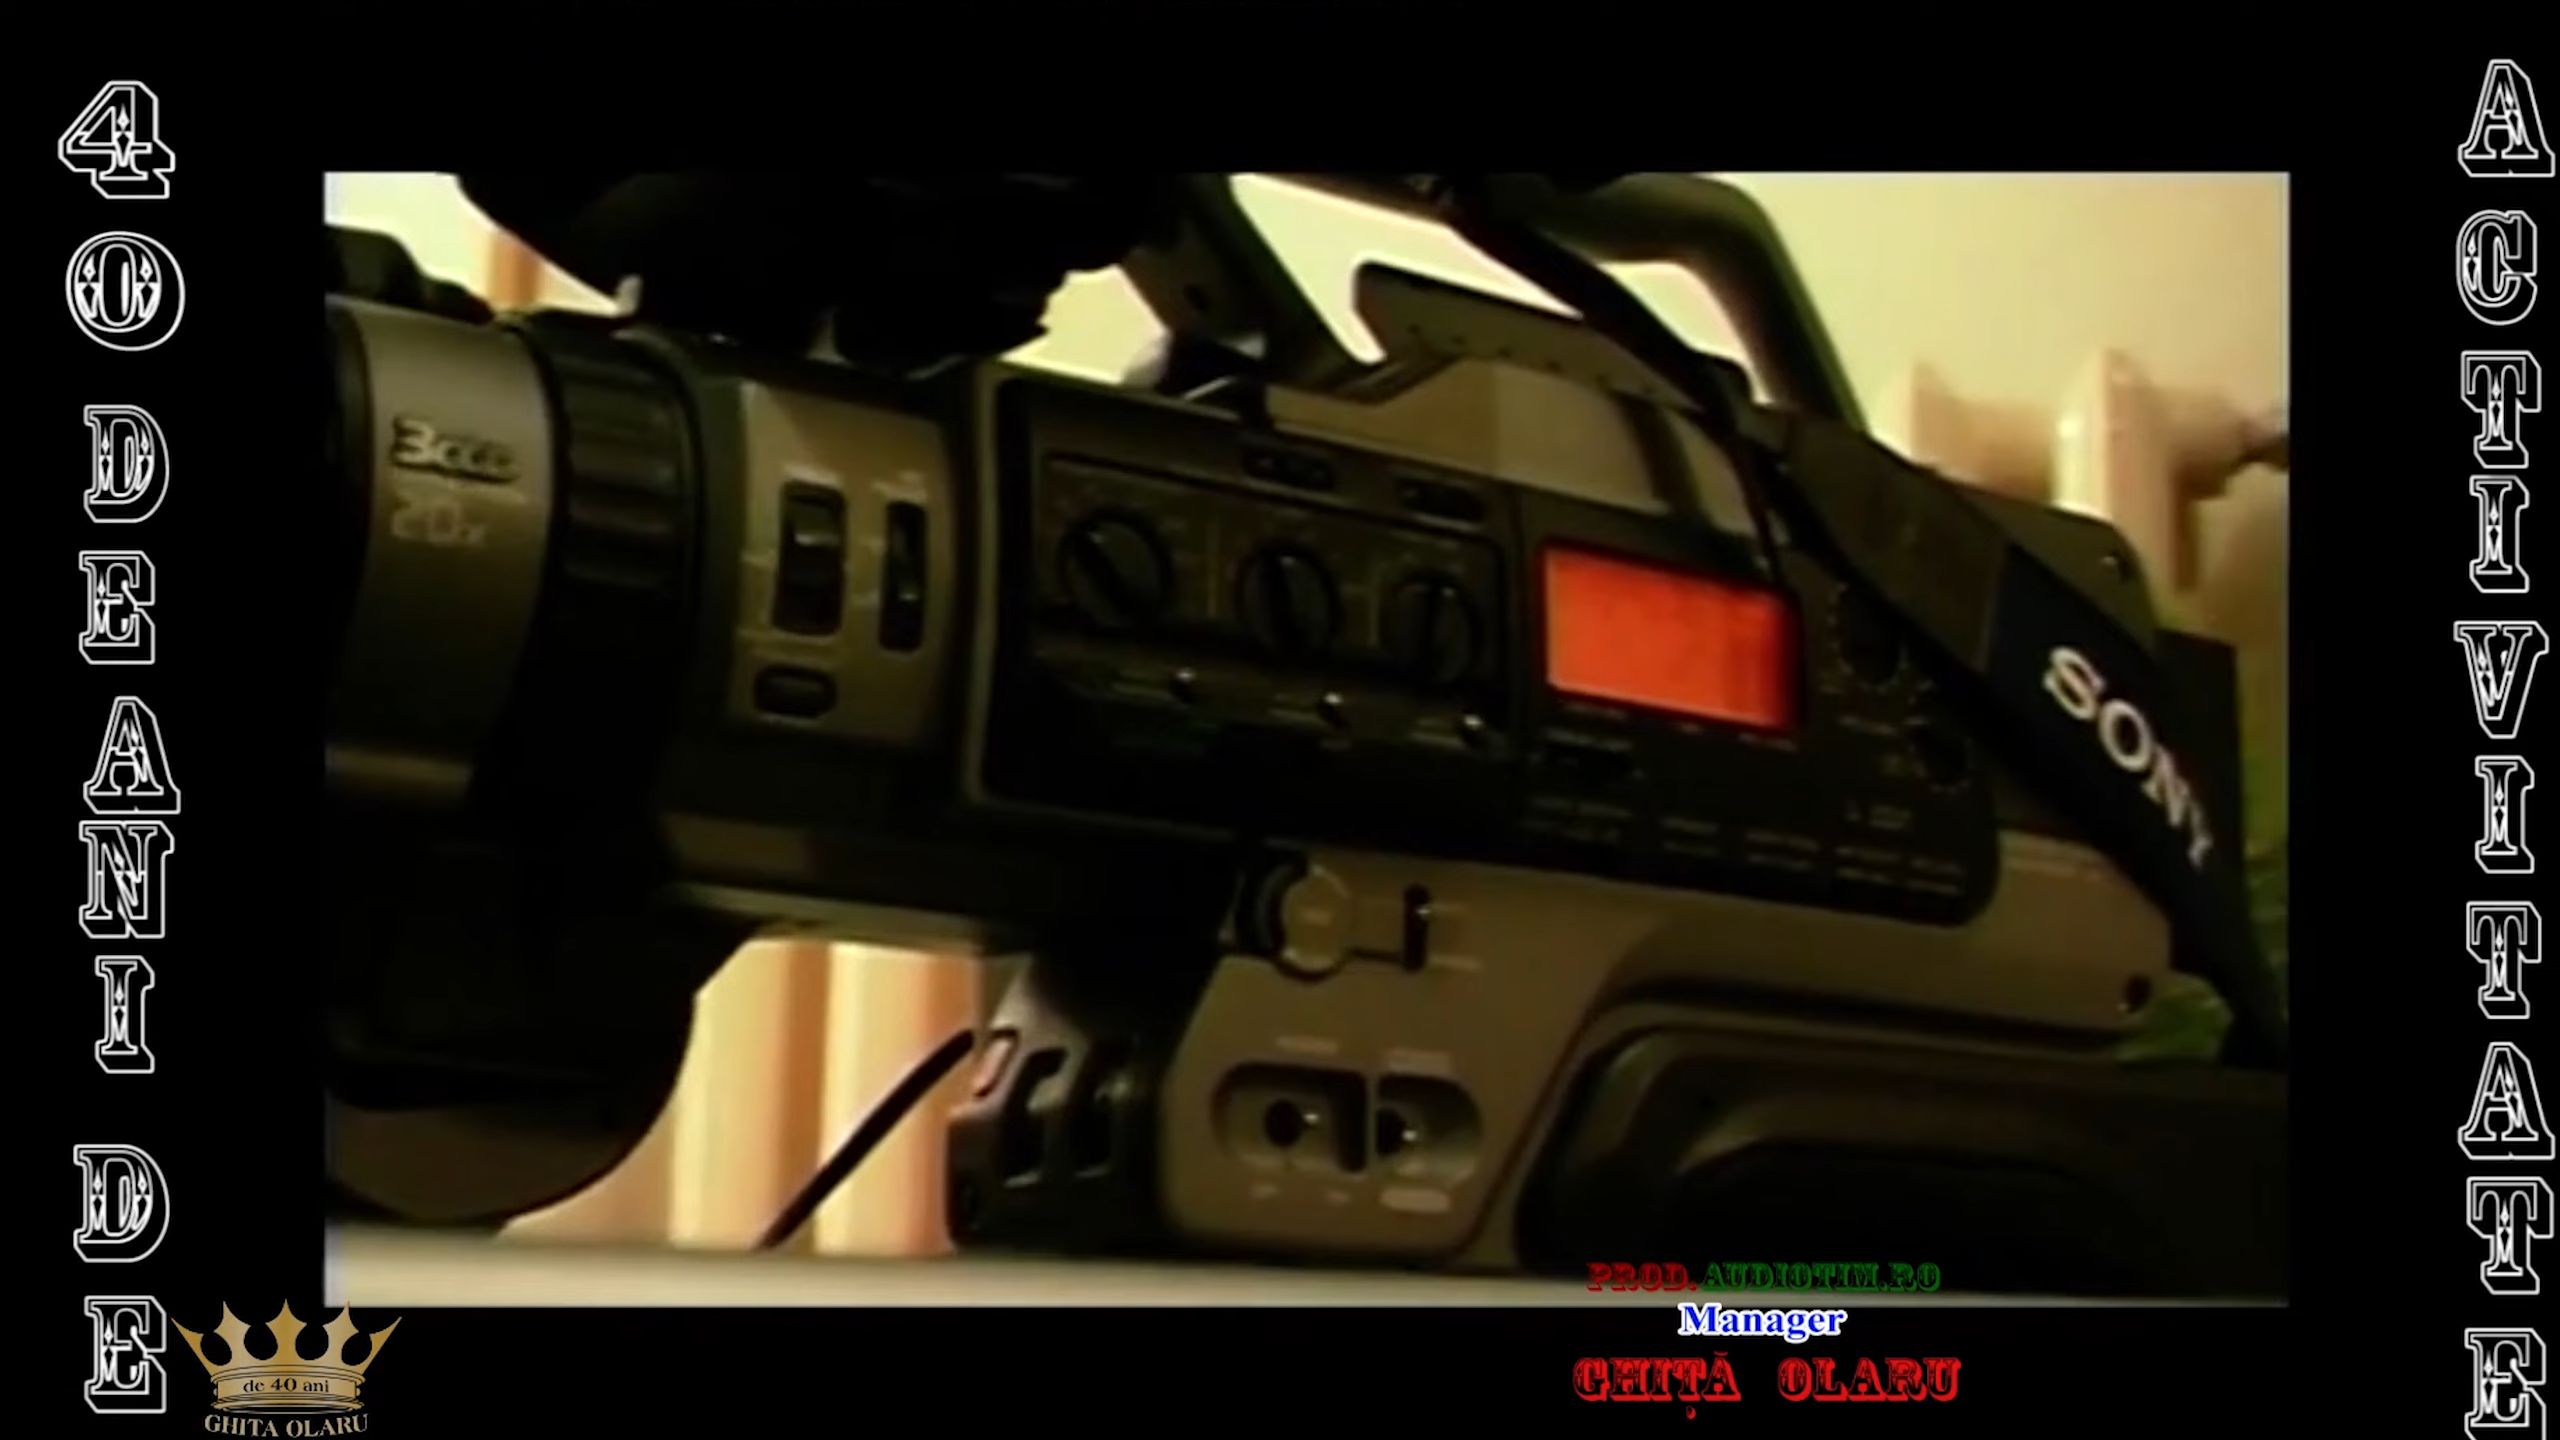 40 DE ANI DE
ACTIVITATE
3CCD
20x
SONY
PROD.AUDIOTIM.RO
Manager
GHIȚĂ OLARU
de 40 ani
GHITA OLARU